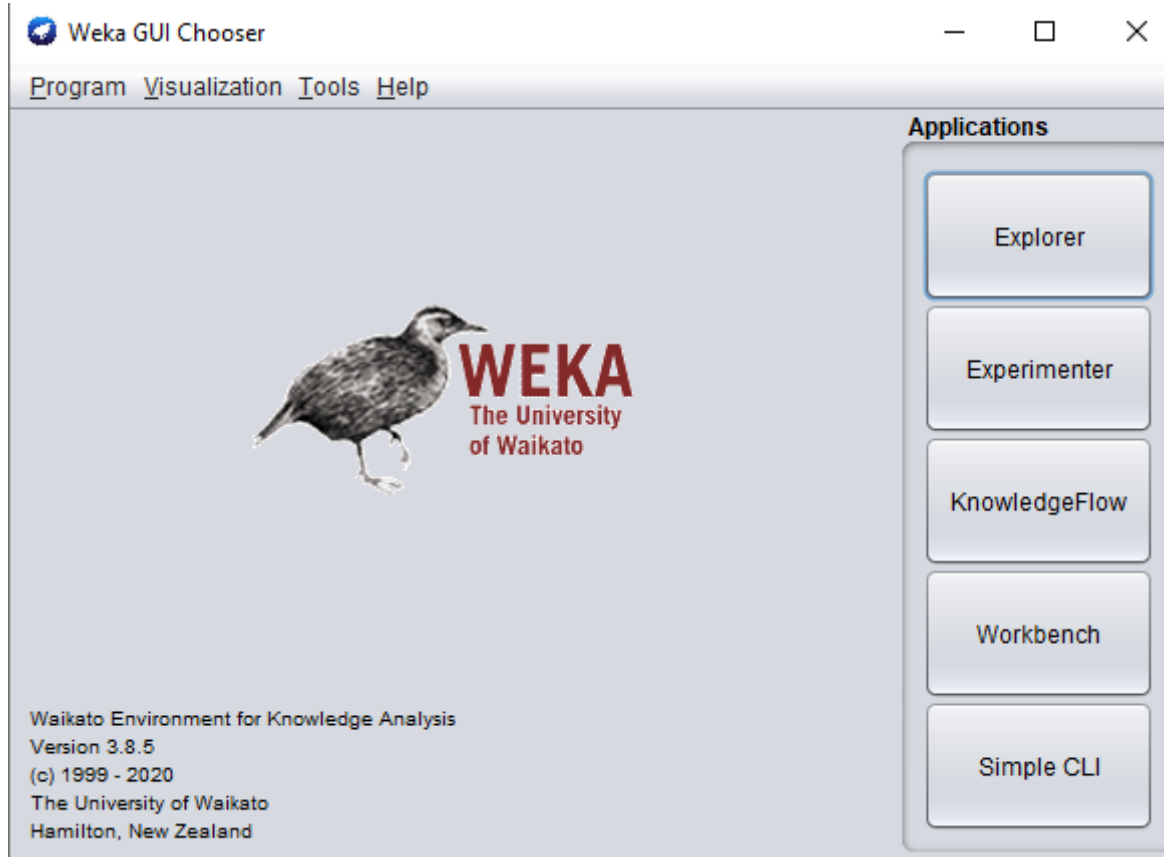 Weka GUI Chooser
Program Visualization Tools Help
Applications
Explorer
Experimenter
KnowledgeFlow
Workbench
Simple CLI
WEKA
The University
of Waikato
Waikato Environment for Knowledge Analysis
Version 3.8.5
(c) 1999 - 2020
The University of Waikato
Hamilton, New Zealand